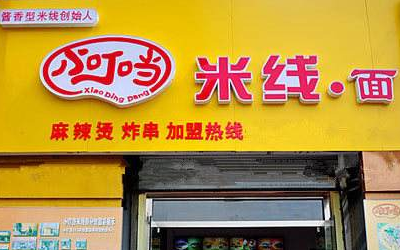 酱香型米线创始人
小叮当
Xiao Ding Dang
米线·面
麻辣烫 炸串 加盟热线